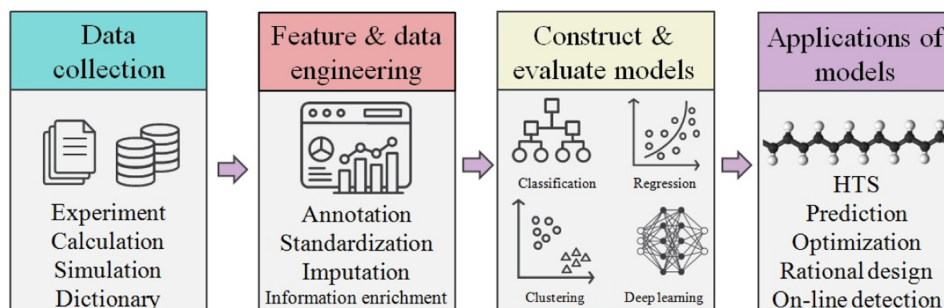 Data
collection
Experiment
Calculation
Simulation
Dictionary
Feature & data
engineering
Annotation
Standardization
Imputation
Information enrichment
Construct &
evaluate models
Classification
Regression
Clustering
Deep learning
Applications of
models
HTS
Prediction
Optimization
Rational design
On-line detection